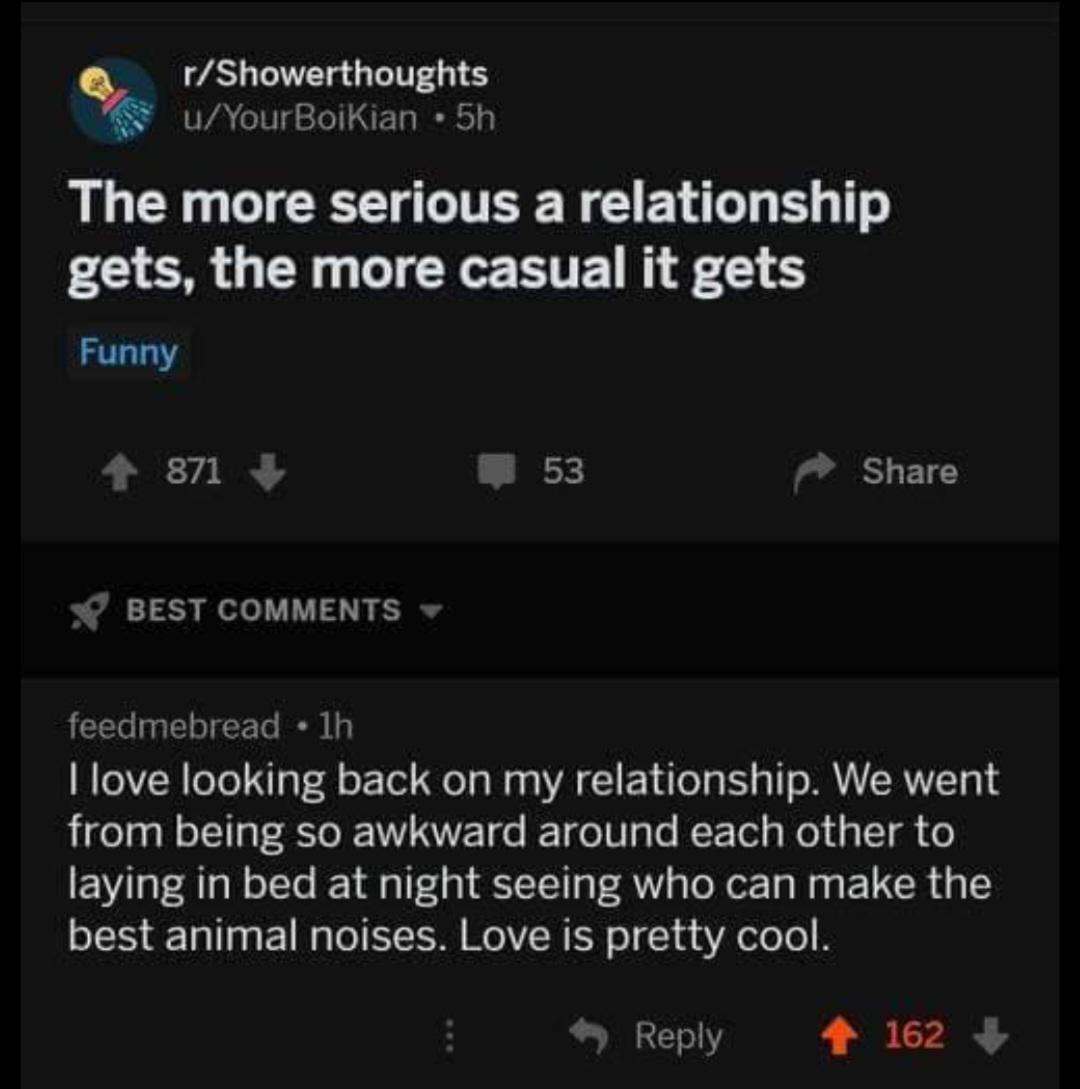 r/Showerthoughts
u/YourBoiKian • 5h
The more serious a relationship
gets, the more casual it gets
Funny
871
53
Share
BEST COMMENTS
feedmebread • 1h
I love looking back on my relationship. We went
from being so awkward around each other to
laying in bed at night seeing who can make the
best animal noises. Love is pretty cool.
Reply
162